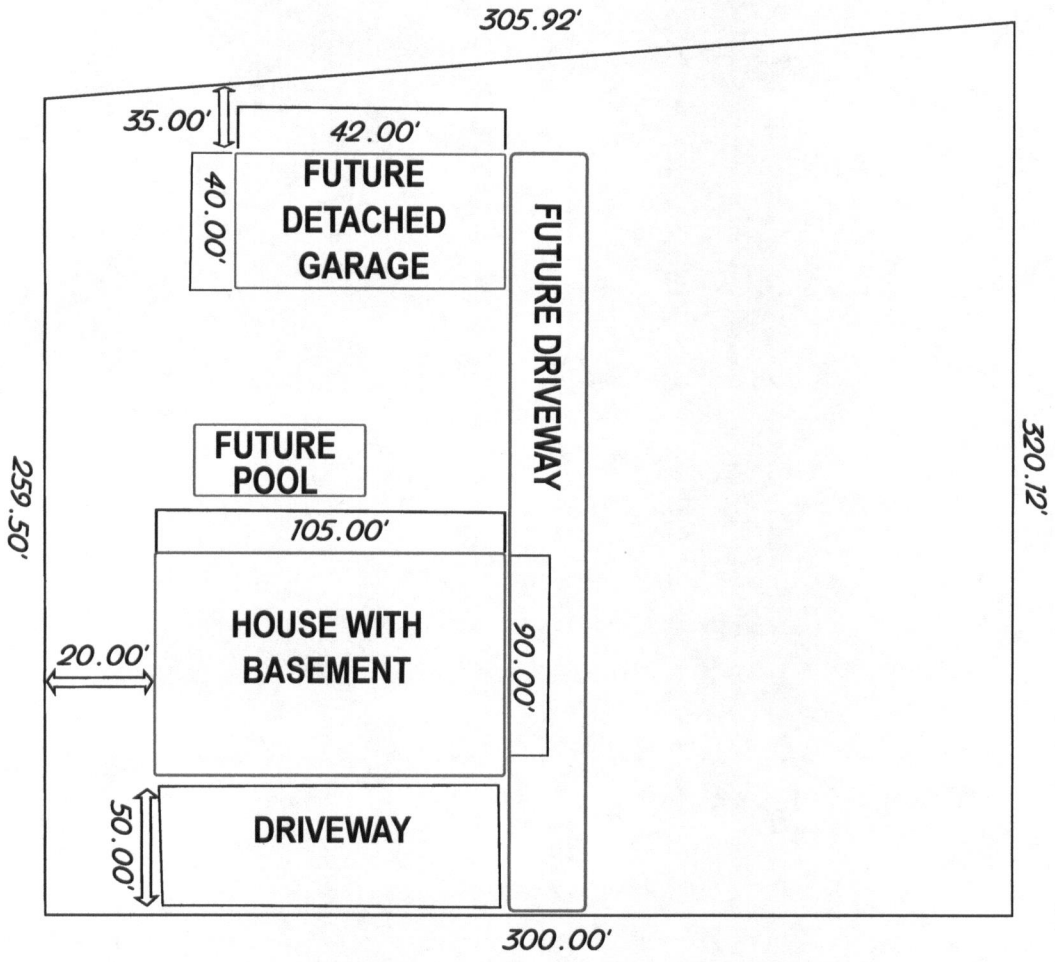 305.92'
35.00'
42.00'
FUTURE
DETACHED
GARAGE
40.00'
FUTURE DRIVEWAY
FUTURE
POOL
259.50'
320.12'
105.00'
HOUSE WITH
BASEMENT
20.00'
90.00'
50.00'
DRIVEWAY
300.00'